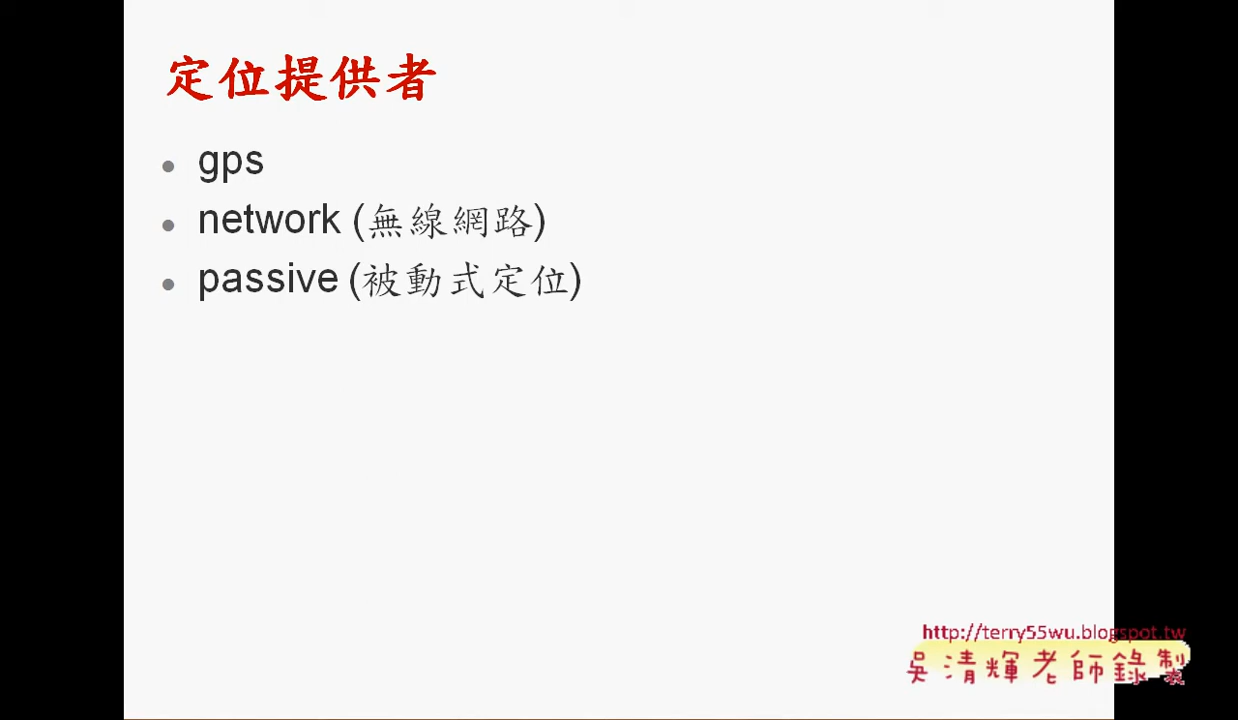 定位提供者
gps
network (無線網路)
passive (被動式定位)
http://terry55wu.blogspot.tw
吳清輝老師錄製